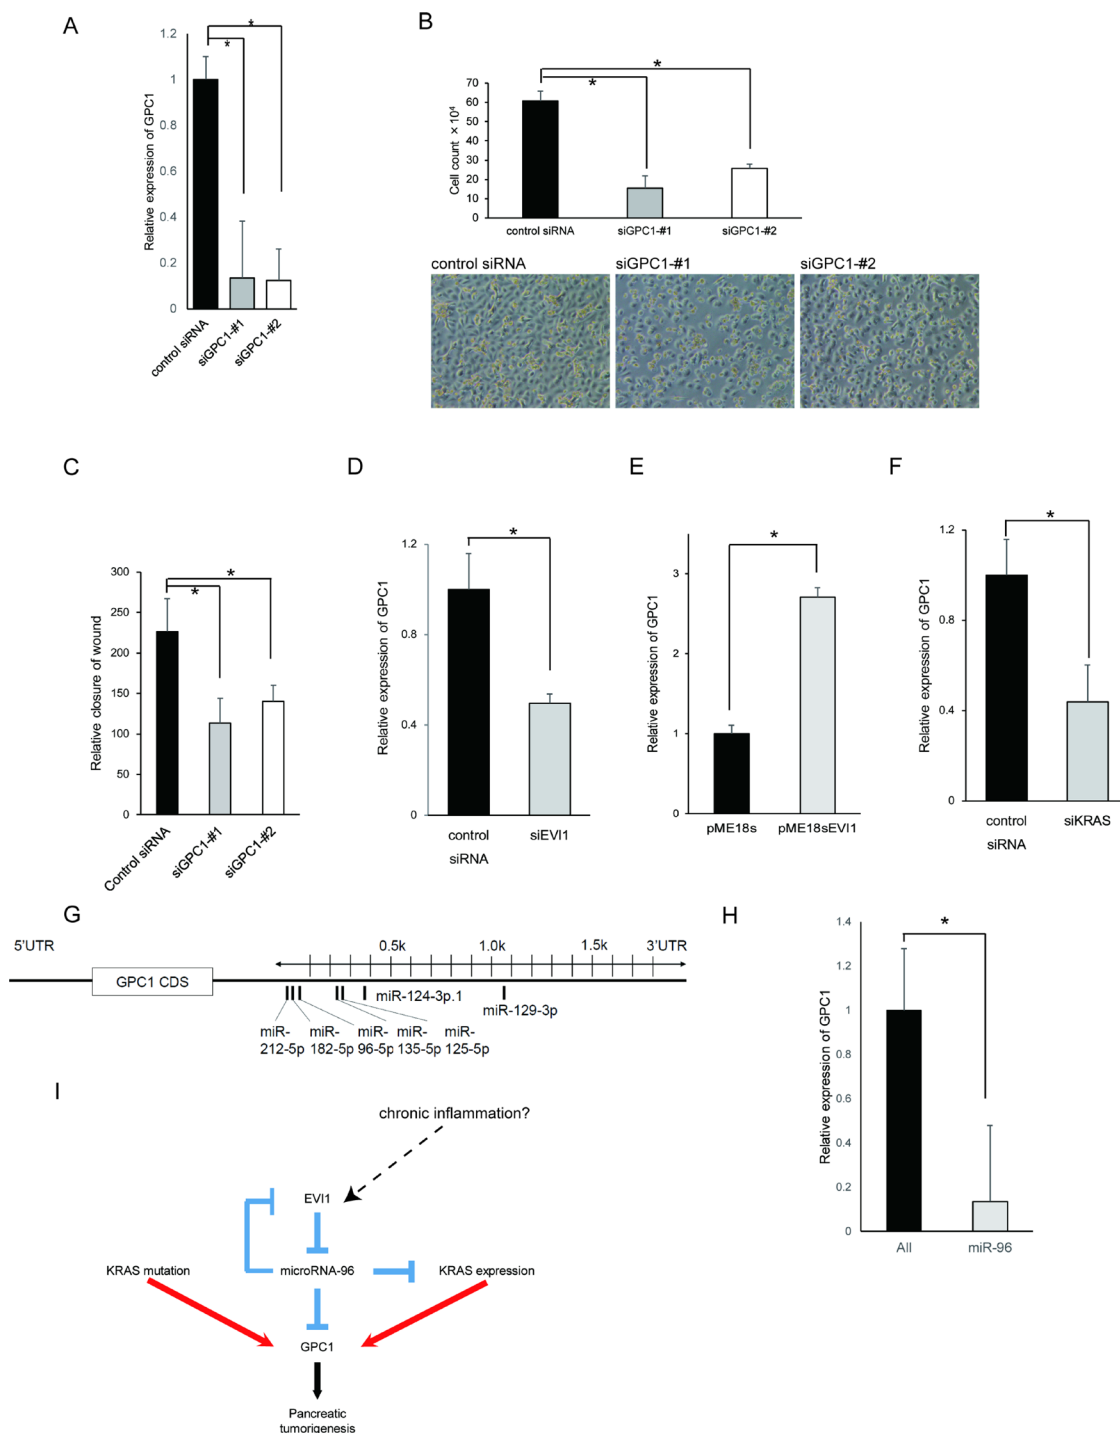 A
Relative expression of GPC1
1.2
1
0.8
0.6
0.4
0.2
0
*
*
control siRNA
siGPC1-#1
siGPC1-#2
B
Cell count ×10⁴
70
60
50
40
30
20
10
0
*
*
control siRNA siGPC1-#1 siGPC1-#2
control siRNA siGPC1-#1 siGPC1-#2
C
Relative closure of wound
300
250
200
150
100
50
0
*
*
Control siRNA
siGPC1-#1
siGPC1-#2
D
Relative expression of GPC1
1.2
0.8
0.4
0
*
control siEVI1
siRNA
E
Relative expression of GPC1
3
2
1
0
*
pME18s pME18sEVI1
F
Relative expression of GPC1
1.2
0.8
0.4
0
*
control siKRAS
siRNA
G
5'UTR 0.5k 1.0k 1.5k 3'UTR
GPC1 CDS
miR-124-3p.1
miR-129-3p
miR- miR- miR- miR- miR-
212-5p 182-5p 96-5p 135-5p 125-5p
H
Relative expression of GPC1
1.4
1.2
1
0.8
0.6
0.4
0.2
0
*
All miR-96
I
chronic inflammation?
EVI1
KRAS mutation microRNA-96 KRAS expression
GPC1
Pancreatic
tumorigenesis